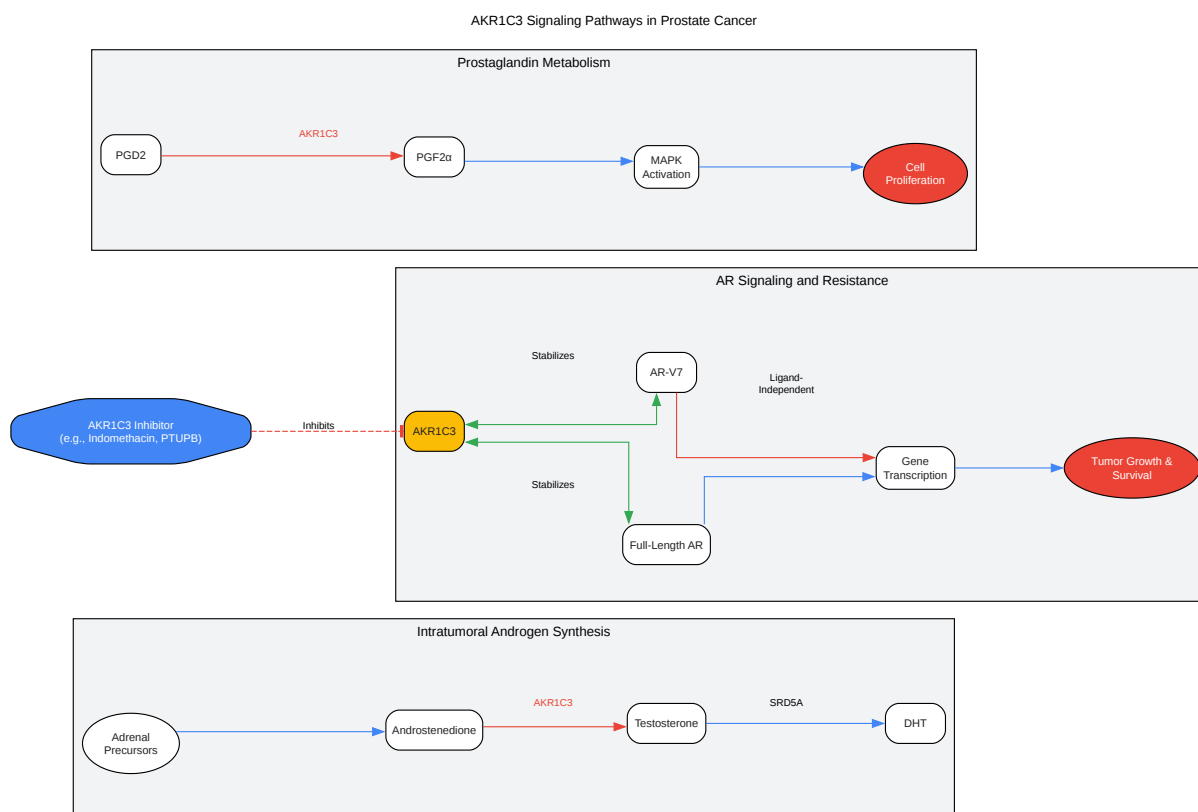 AKR1C3 Signaling Pathways in Prostate Cancer
Prostaglandin Metabolism
AKR1C3
PGD2
PGF2α
MAPK
Activation
Cell
Proliferation
AR Signaling and Resistance
Stabilizes
AR-V7
Ligand-
Independent
AKR1C3 Inhibitor
(e.g., Indomethacin, PTUPB)
Inhibits
AKR1C3
Stabilizes
Gene
Transcription
Tumor Growth &
Survival
Full-Length AR
Intratumoral Androgen Synthesis
Adrenal
Precursors
Androstenedione
AKR1C3
Testosterone
SRD5A
DHT